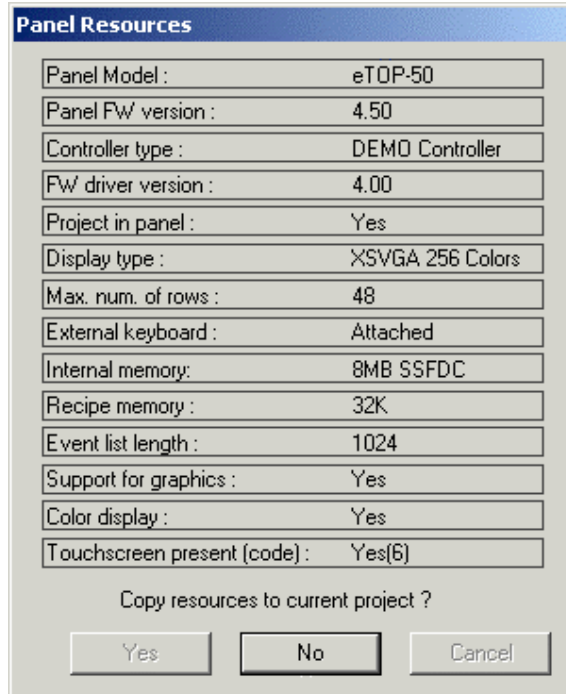 Panel Resources
Panel Model : eTOP-50
Panel FW version : 4.50
Controller type : DEMO Controller
FW driver version : 4.00
Project in panel : Yes
Display type : XSVGA 256 Colors
Max. num. of rows : 48
External keyboard : Attached
Internal memory: 8MB SSFDC
Recipe memory : 32K
Event list length : 1024
Support for graphics : Yes
Color display : Yes
Touchscreen present (code) : Yes(6)
Copy resources to current project ?
Yes No Cancel